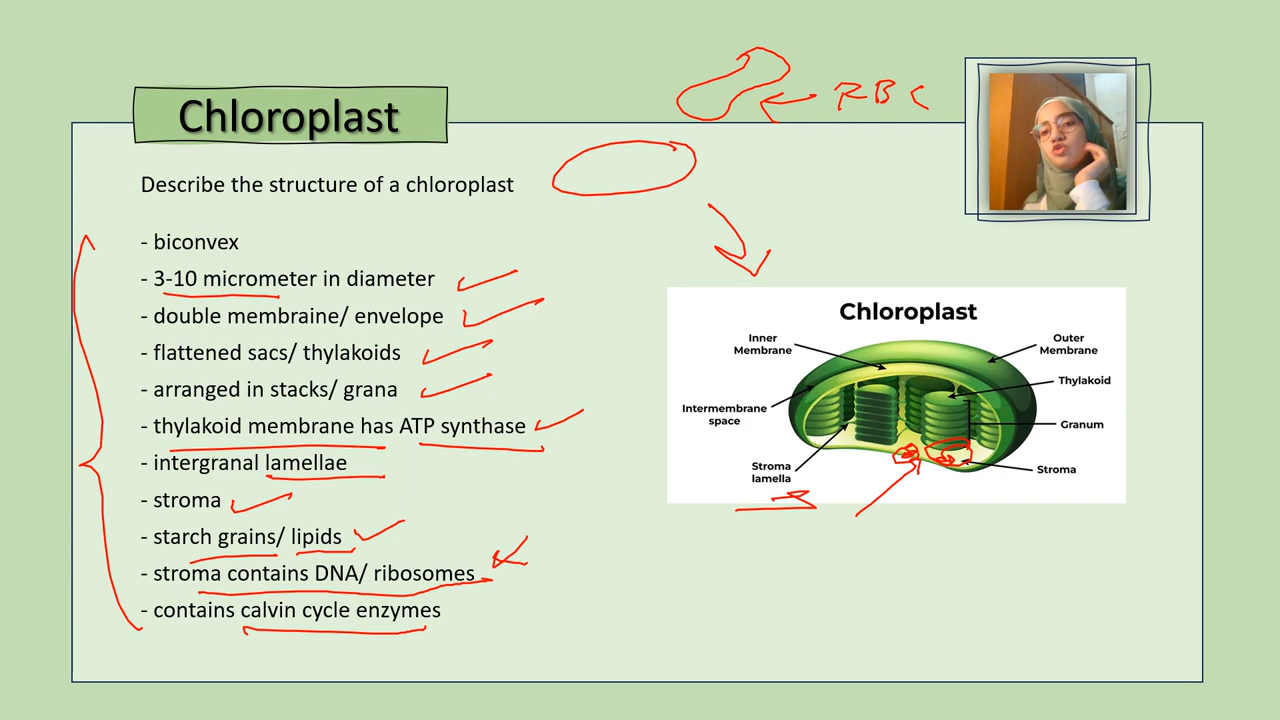 Chloroplast
RBC
Describe the structure of a chloroplast
- biconvex
- 3-10 micrometer in diameter
- double membraine/ envelope
- flattened sacs/ thylakoids
- arranged in stacks/ grana
- thylakoid membrane has ATP synthase
- intergranal lamellae
- stroma
- starch grains/ lipids
- stroma contains DNA/ ribosomes
- contains calvin cycle enzymes
Chloroplast
Inner
Membrane
Outer
Membrane
Thylakoid
Intermembrane
space
Granum
Stroma
lamella
Stroma